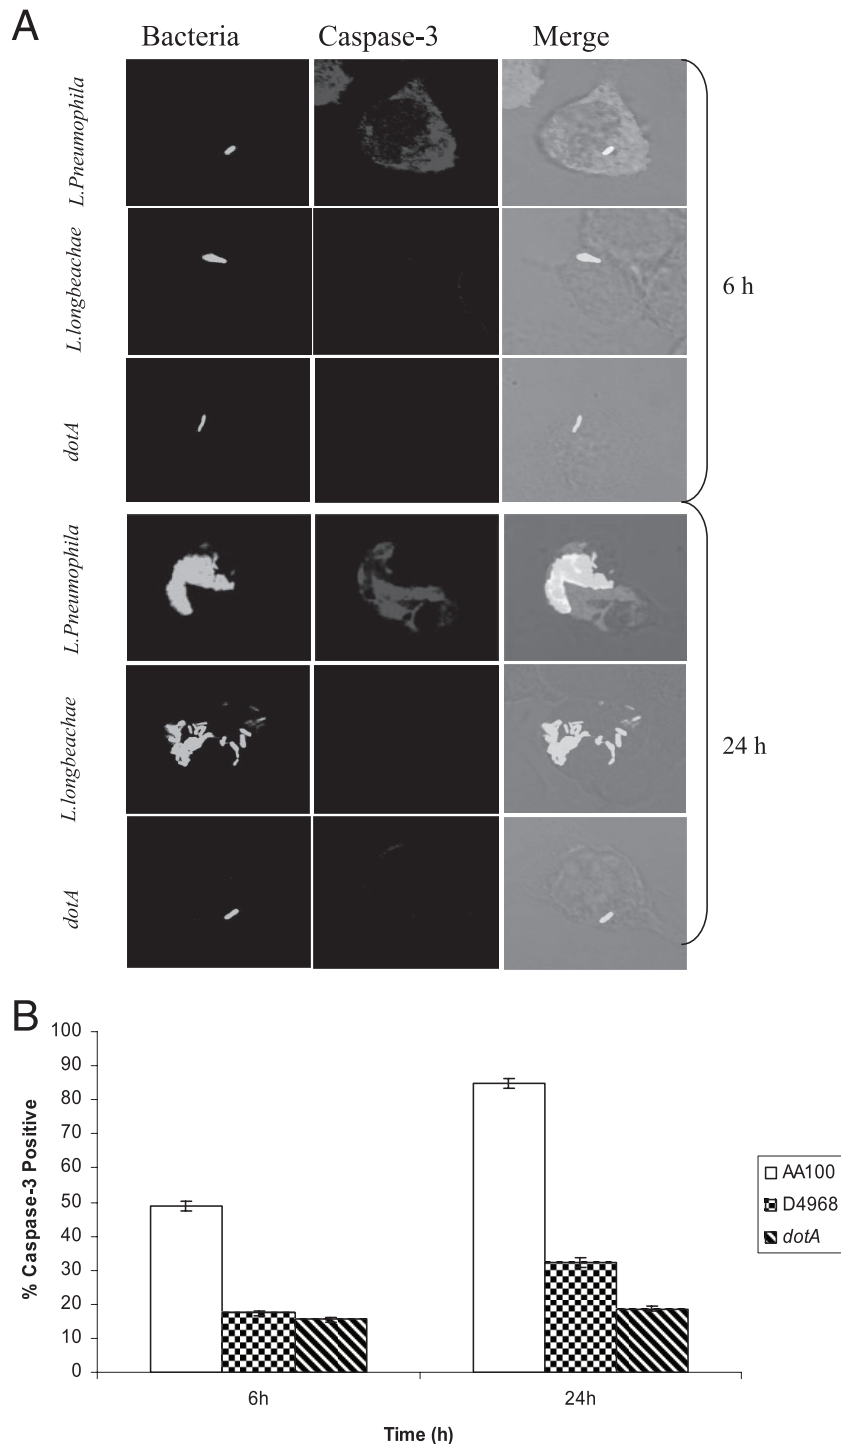 A
Bacteria Caspase-3 Merge
L.Pneumophila
L.longbeachae
dotA
6 h
L.Pneumophila
L.longbeachae
dotA
24 h
B
% Caspase-3 Positive
100
90
80
70
60
50
40
30
20
10
0
6h 24h
Time (h)
AA100
D4968
dotA